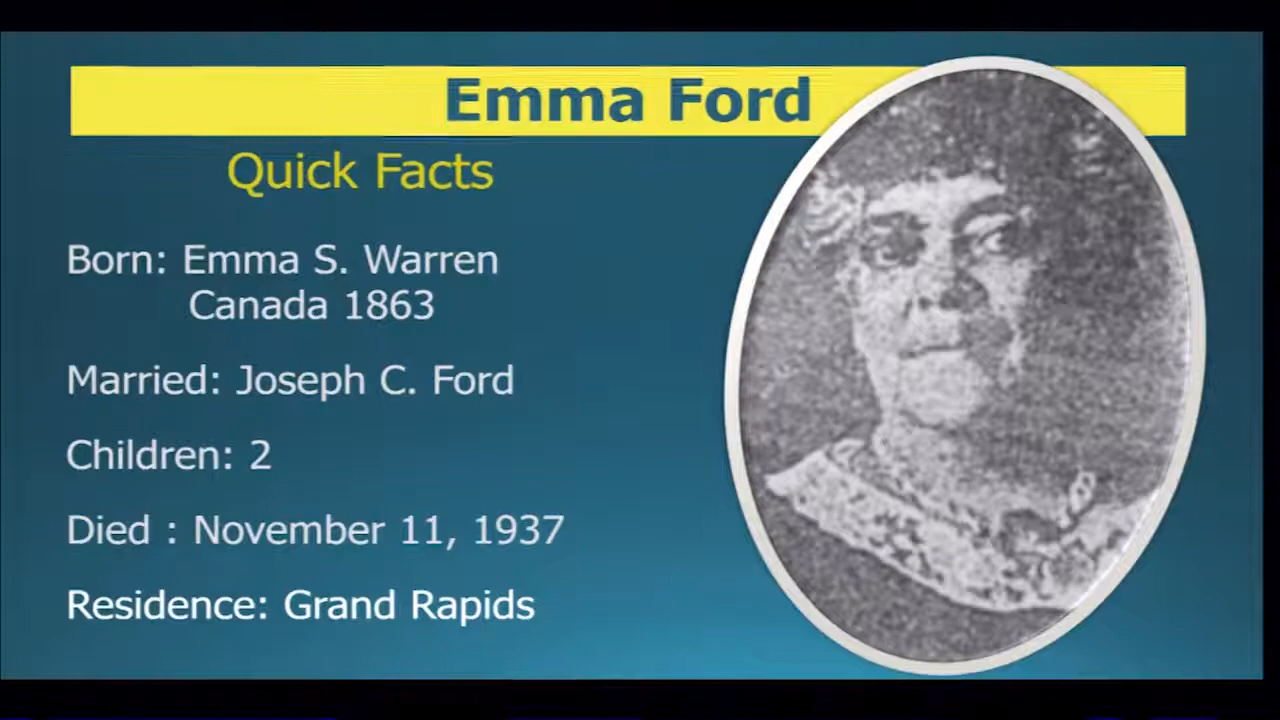 Emma Ford
Quick Facts
Born: Emma S. Warren
Canada 1863
Married: Joseph C. Ford
Children: 2
Died : November 11, 1937
Residence: Grand Rapids